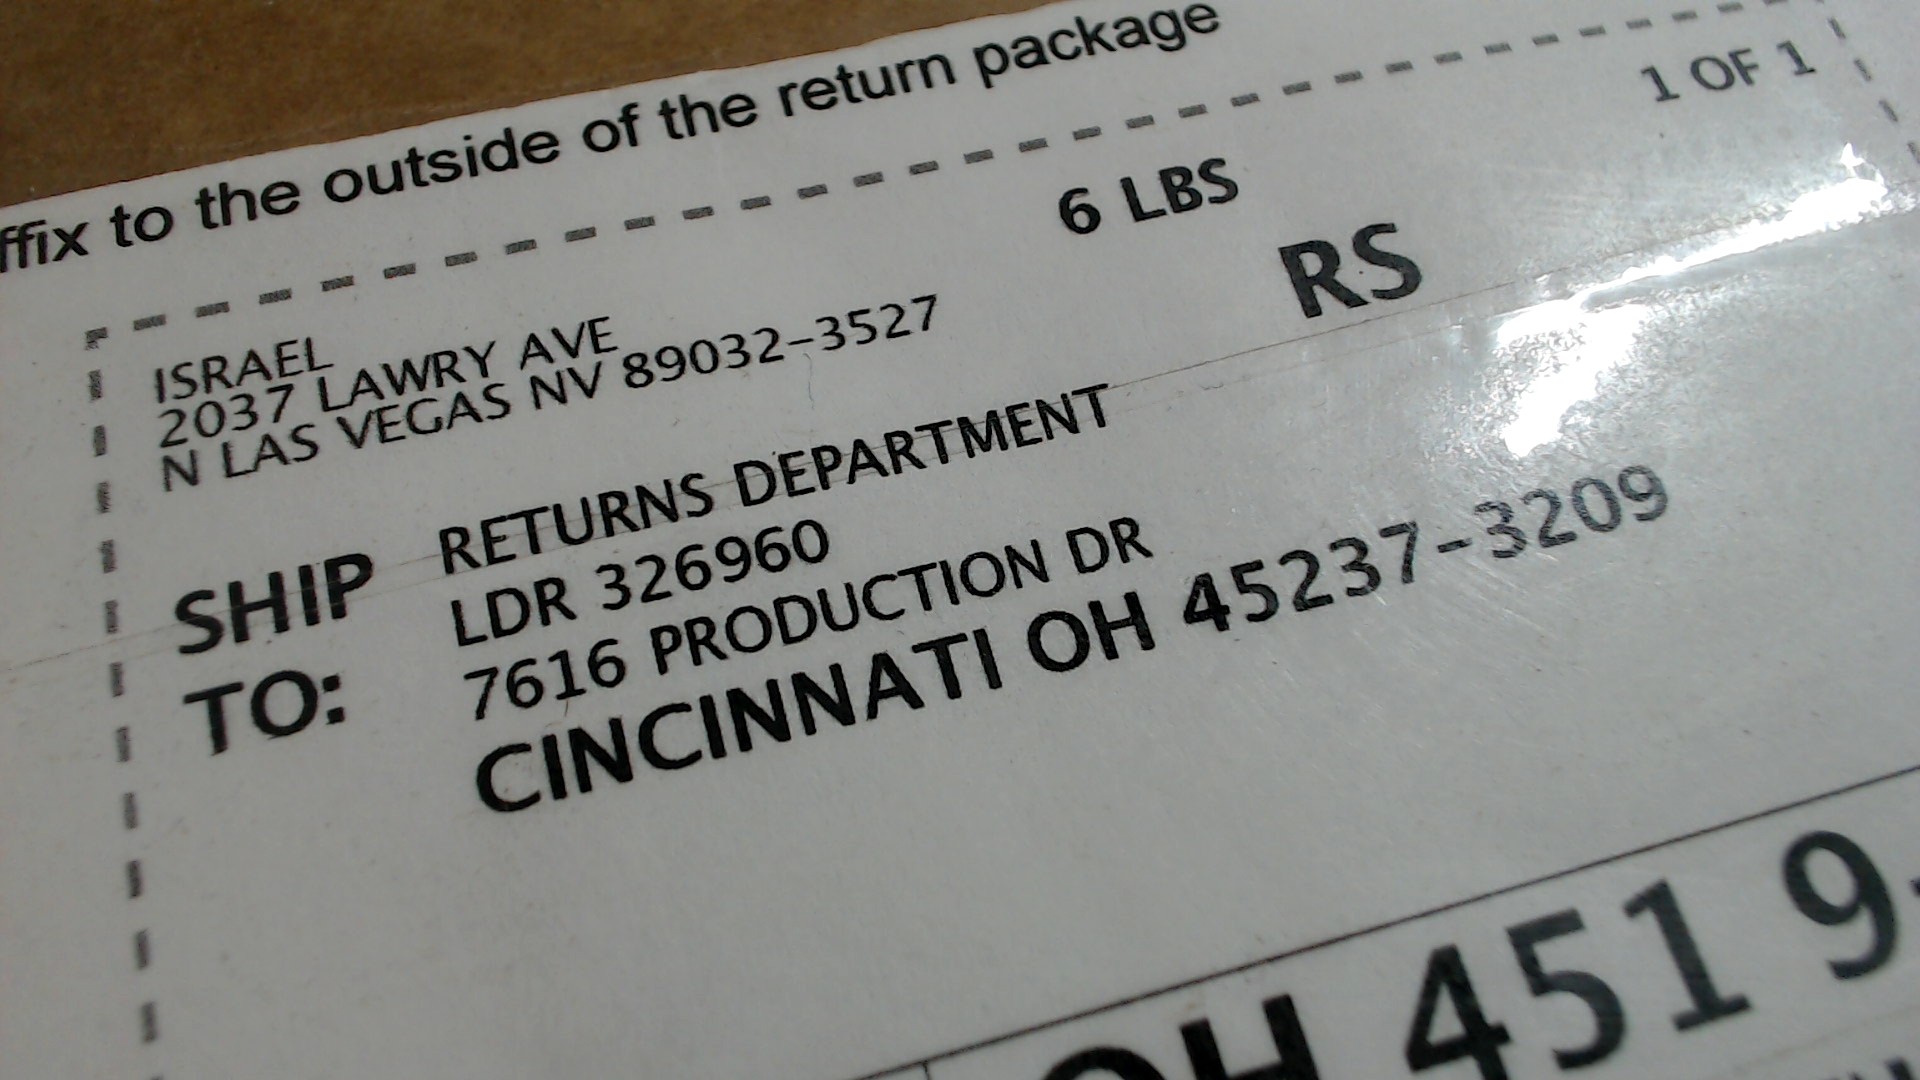 ffix to the outside of the return package
1 OF 1
6 LBS
RS
ISRAEL
2037 LAWRY AVE
N LAS VEGAS NV 89032-3527
SHIP TO:
RETURNS DEPARTMENT
LDR 326960
7616 PRODUCTION DR
CINCINNATI OH 45237-3209
OH 451 9-